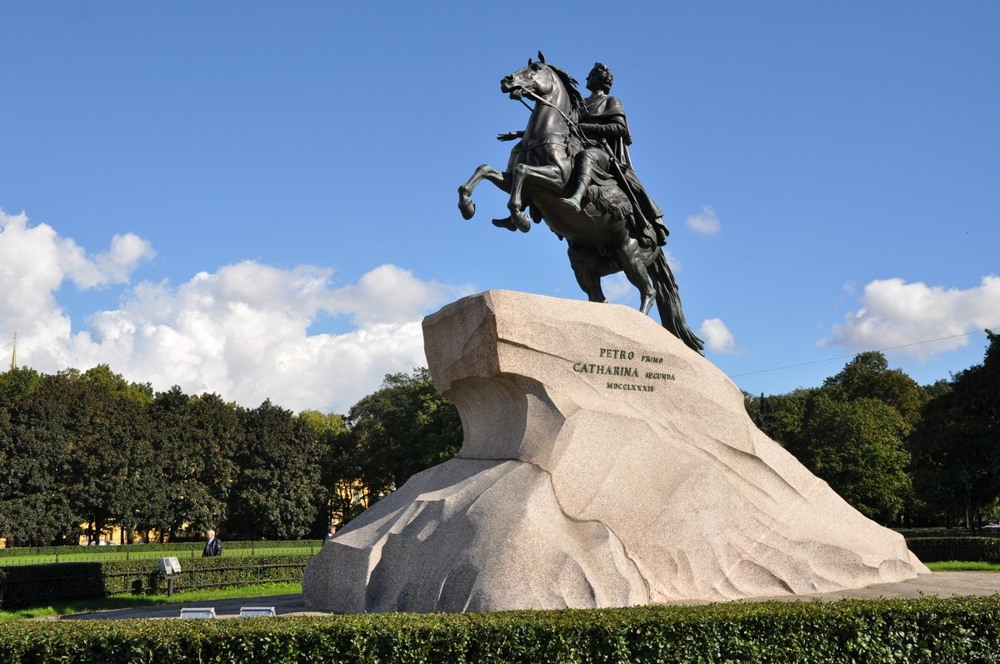 PETRO PRIMO
CATHARINA SECUNDA
MDCCLXXXII